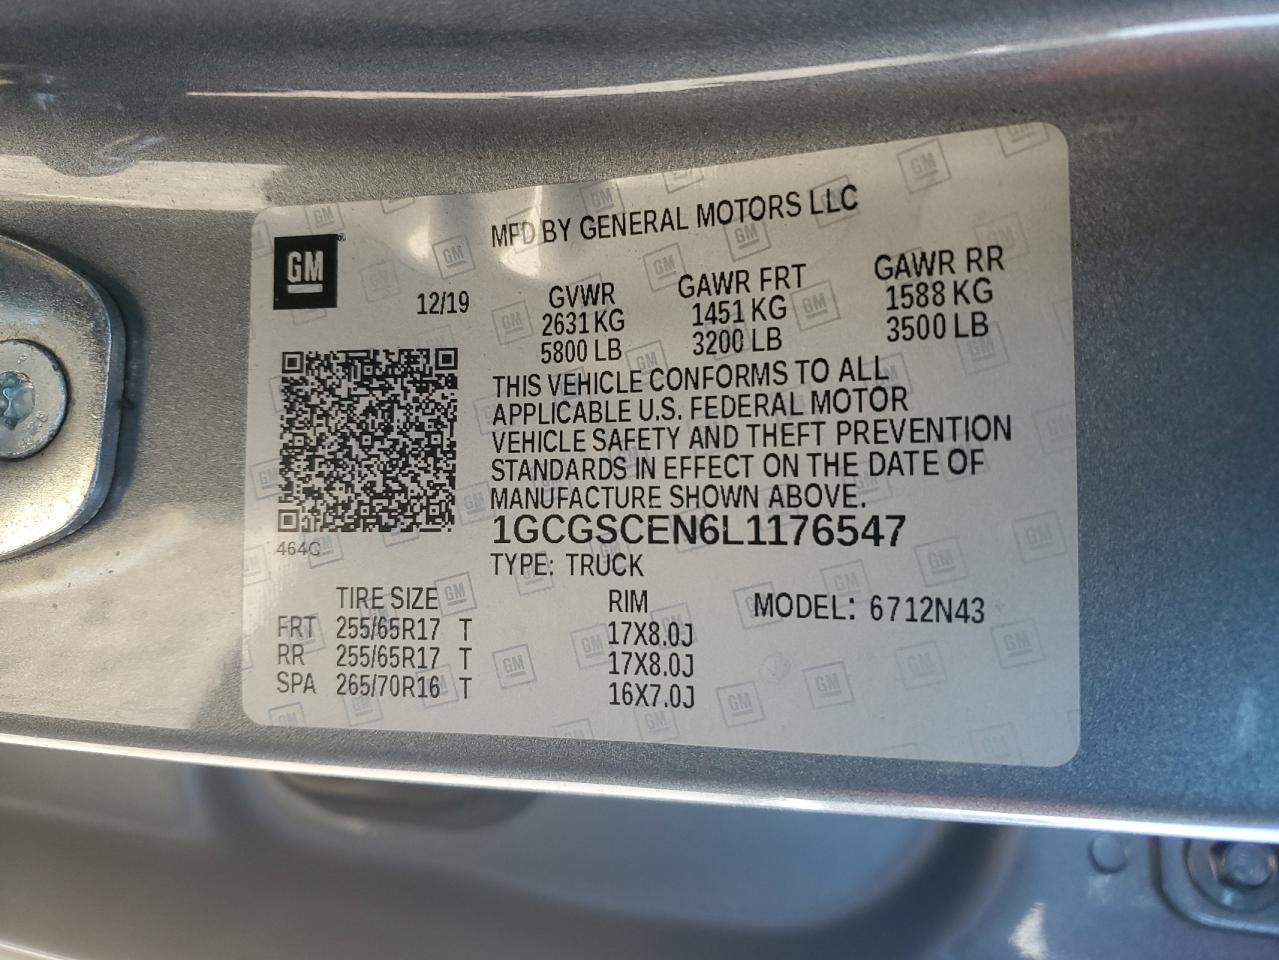 MFD BY GENERAL MOTORS LLC
GM
12/19
GVWR GAWR FRT GAWR RR
2631 KG 1451 KG 1588 KG
5800 LB 3200 LB 3500 LB
THIS VEHICLE CONFORMS TO ALL
APPLICABLE U.S. FEDERAL MOTOR
VEHICLE SAFETY AND THEFT PREVENTION
STANDARDS IN EFFECT ON THE DATE OF
MANUFACTURE SHOWN ABOVE.
1GCGSCEN6L1176547
464C
TYPE: TRUCK
TIRE SIZE RIM MODEL: 6712N43
FRT 255/65R17 T 17X8.0J
RR 255/65R17 T 17X8.0J
SPA 265/70R16 T 16X7.0J